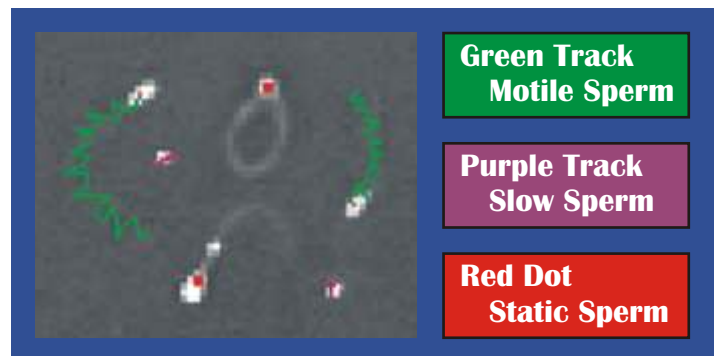 Green Track
Motile Sperm
Purple Track
Slow Sperm
Red Dot
Static Sperm